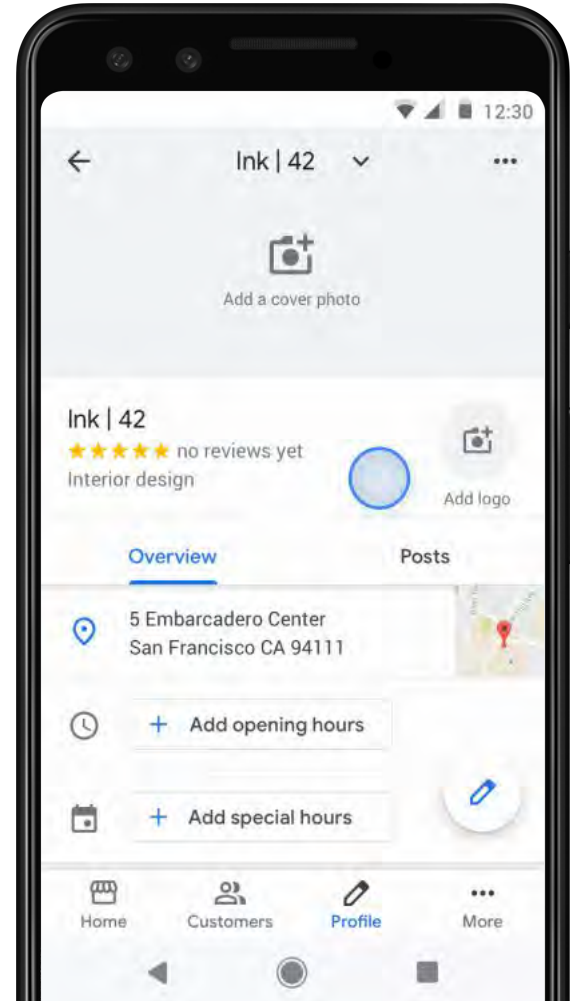 12:30
Ink | 42
Add a cover photo
Ink | 42
no reviews yet
Interior design
Add logo
Overview
Posts
5 Embarcadero Center
San Francisco CA 94111
+ Add opening hours
+ Add special hours
Home
Customers
Profile
More